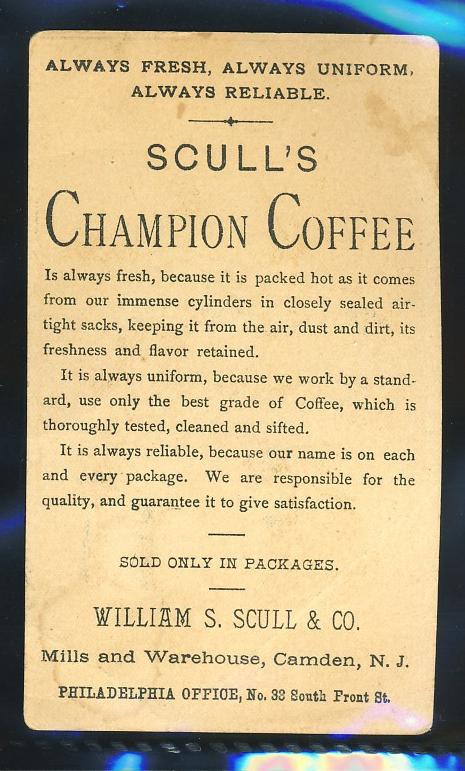 ALWAYS FRESH, ALWAYS UNIFORM,
ALWAYS RELIABLE.
SCULL'S
CHAMPION COFFEE
Is always fresh, because it is packed hot as it comes
from our immense cylinders in closely sealed air-
tight sacks, keeping it from the air, dust and dirt, its
freshness and flavor retained.
It is always uniform, because we work by a stand-
ard, use only the best grade of Coffee, which is
thoroughly tested, cleaned and sifted.
It is always reliable, because our name is on each
and every package. We are responsible for the
quality, and guarantee it to give satisfaction.
SOLD ONLY IN PACKAGES.
WILLIAM S. SCULL & CO.
Mills and Warehouse, Camden, N. J.
PHILADELPHIA OFFICE, No. 33 South Front St.